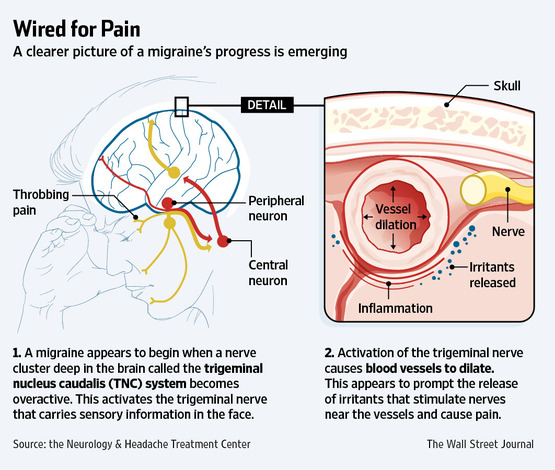 Wired for Pain
A clearer picture of a migraine's progress is emerging
DETAIL
Skull
Throbbing
pain
Peripheral
neuron
Central
neuron
Vessel
dilation
Nerve
Irritants
released
Inflammation
1. A migraine appears to begin when a nerve
cluster deep in the brain called the trigeminal
nucleus caudalis (TNC) system becomes
overactive. This activates the trigeminal nerve
that carries sensory information in the face.
2. Activation of the trigeminal nerve
causes blood vessels to dilate.
This appears to prompt the release
of irritants that stimulate nerves
near the vessels and cause pain.
Source: the Neurology & Headache Treatment Center
The Wall Street Journal